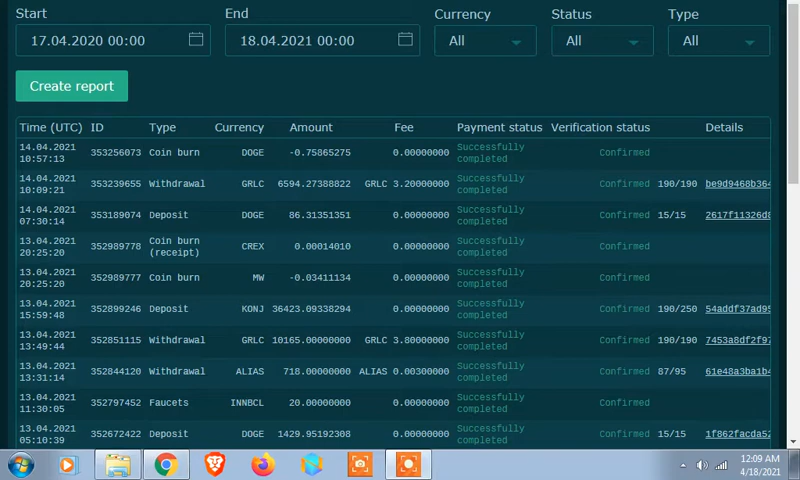 Start End Currency Status Type
17.04.2020 00:00 18.04.2021 00:00 All All All
Create report
Time (UTC) ID Type Currency Amount Fee Payment status Verification status Details
14.04.2021 10:57:13 353256073 Coin burn DOGE -0.75865275 0.00000000 Successfully completed Confirmed
14.04.2021 10:09:21 353239655 Withdrawal GRLC 6594.27388822 GRLC 3.20000000 Successfully completed Confirmed 190/190 be9d9468b364
14.04.2021 07:30:14 353189074 Deposit DOGE 86.31351351 0.00000000 Successfully completed Confirmed 15/15 2617f11326d8
13.04.2021 20:25:20 352989778 Coin burn (receipt) CREX 0.00014010 0.00000000 Successfully completed Confirmed
13.04.2021 20:25:20 352989777 Coin burn MW -0.03411134 0.00000000 Successfully completed Confirmed
13.04.2021 15:59:48 352899246 Deposit KONJ 36423.09338294 0.00000000 Successfully completed Confirmed 190/250 54addf37ad95
13.04.2021 13:49:44 352851115 Withdrawal GRLC 10165.00000000 GRLC 3.80000000 Successfully completed Confirmed 190/190 7453a8df2f97
13.04.2021 13:31:14 352844120 Withdrawal ALIAS 718.00000000 ALIAS 0.00300000 Successfully completed Confirmed 87/95 61e48a3ba1b4
13.04.2021 11:30:05 352797452 Faucets INNBCL 20.00000000 0.00000000 Successfully completed Confirmed
13.04.2021 05:10:39 352672422 Deposit DOGE 1429.95192308 0.00000000 Successfully completed Confirmed 15/15 1f862facda52
12:09 AM
4/18/2021